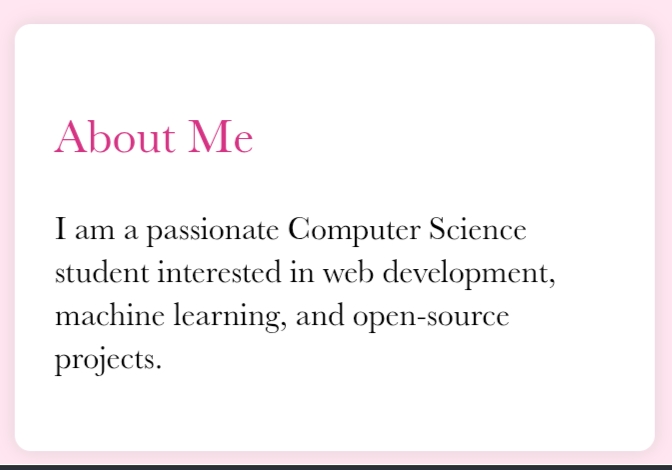 About Me
I am a passionate Computer Science
student interested in web development,
machine learning, and open-source
projects.